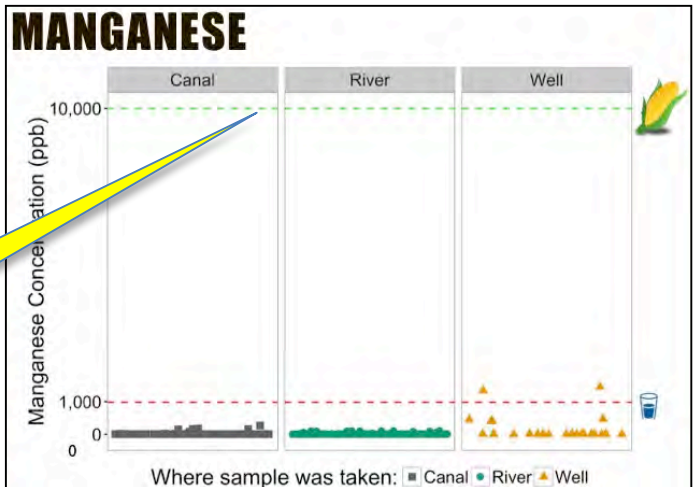 MANGANESE
Canal River Well
10,000
Manganese Concentration (ppb)
1,000
0
0
Where sample was taken: Canal River Well